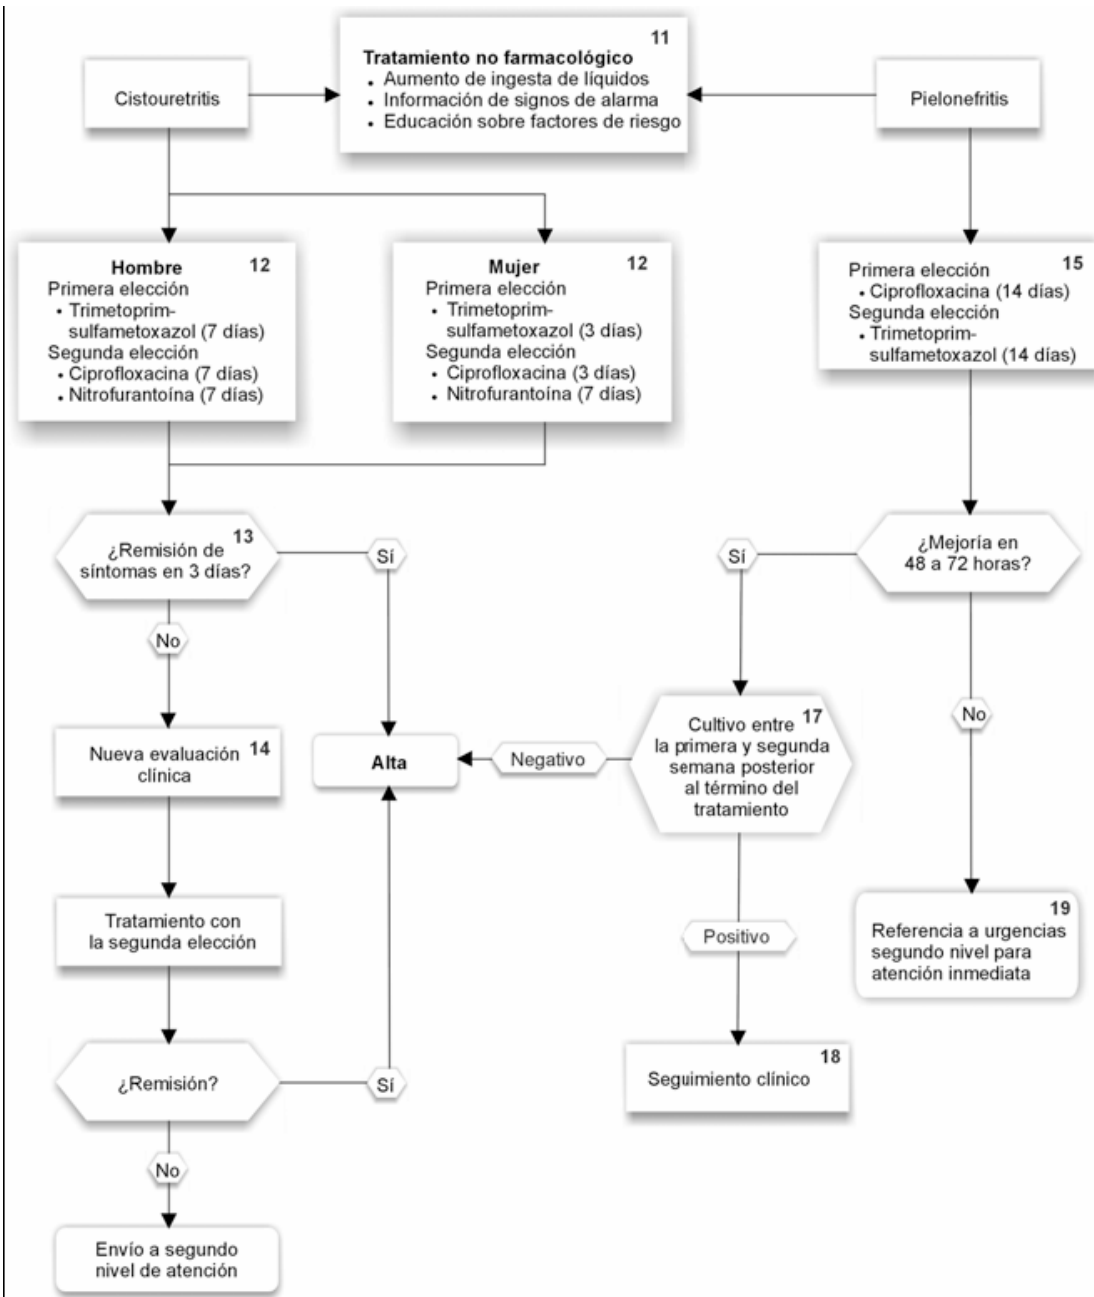 11
Tratamiento no farmacológico
• Aumento de ingesta de líquidos
• Información de signos de alarma
• Educación sobre factores de riesgo
Cistouretritis
Pielonefritis
Hombre 12
Primera elección
• Trimetoprim-
sulfametoxazol (7 días)
Segunda elección
• Ciprofloxacina (7 días)
• Nitrofurantoína (7 días)
Mujer 12
Primera elección
• Trimetoprim-
sulfametoxazol (3 días)
Segunda elección
• Ciprofloxacina (3 días)
• Nitrofurantoína (7 días)
15
Primera elección
• Ciprofloxacina (14 días)
Segunda elección
• Trimetoprim-
sulfametoxazol (14 días)
13
¿Remisión de
síntomas en 3 días?
Sí
No
Sí
¿Mejoría en
48 a 72 horas?
No
Nueva evaluación 14
clínica
Alta
Negativo
Cultivo entre 17
la primera y segunda
semana posterior
al término del
tratamiento
Positivo
Tratamiento con
la segunda elección
19
Referencia a urgencias
segundo nivel para
atención inmediata
¿Remisión?
Sí
No
18
Seguimiento clínico
Envío a segundo
nivel de atención